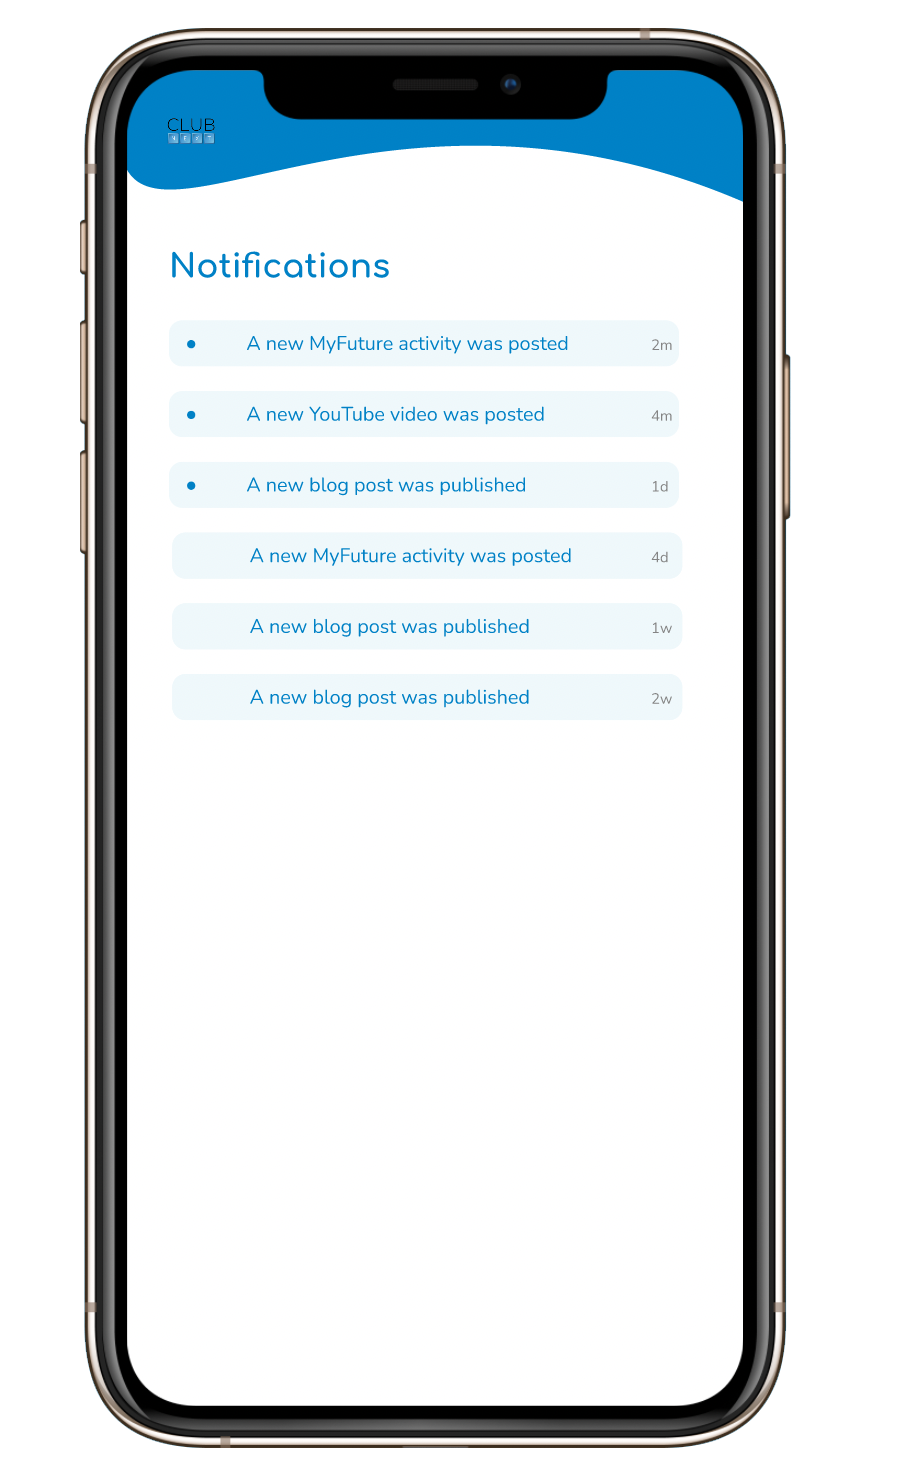 CLUB
NEXT
Notifications
A new MyFuture activity was posted 2m
A new YouTube video was posted 4m
A new blog post was published 1d
A new MyFuture activity was posted 4d
A new blog post was published 1w
A new blog post was published 2w